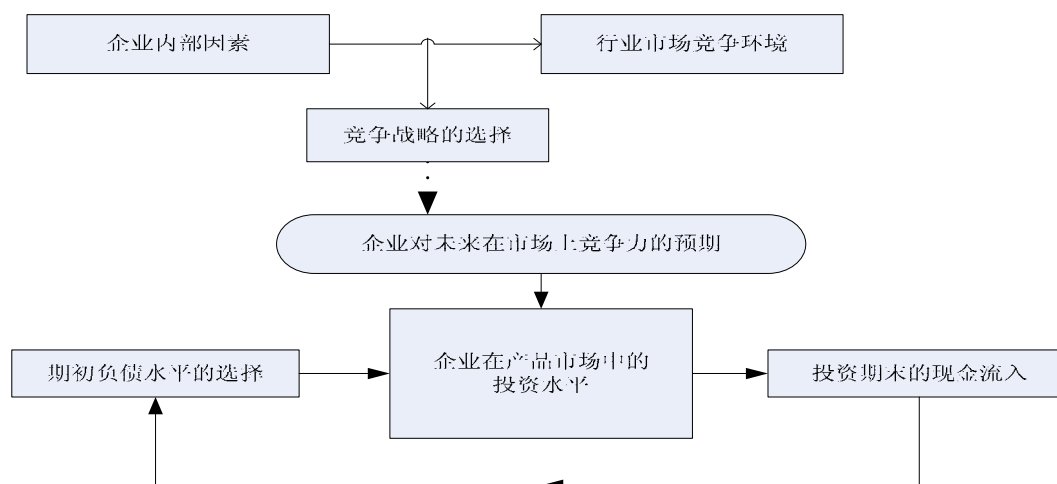 企业内部因素
行业市场竞争环境
竞争战略的选择
企业对未来在市场上竞争力的预期
期初负债水平的选择
企业在产品市场中的
投资水平
投资期末的现金流入